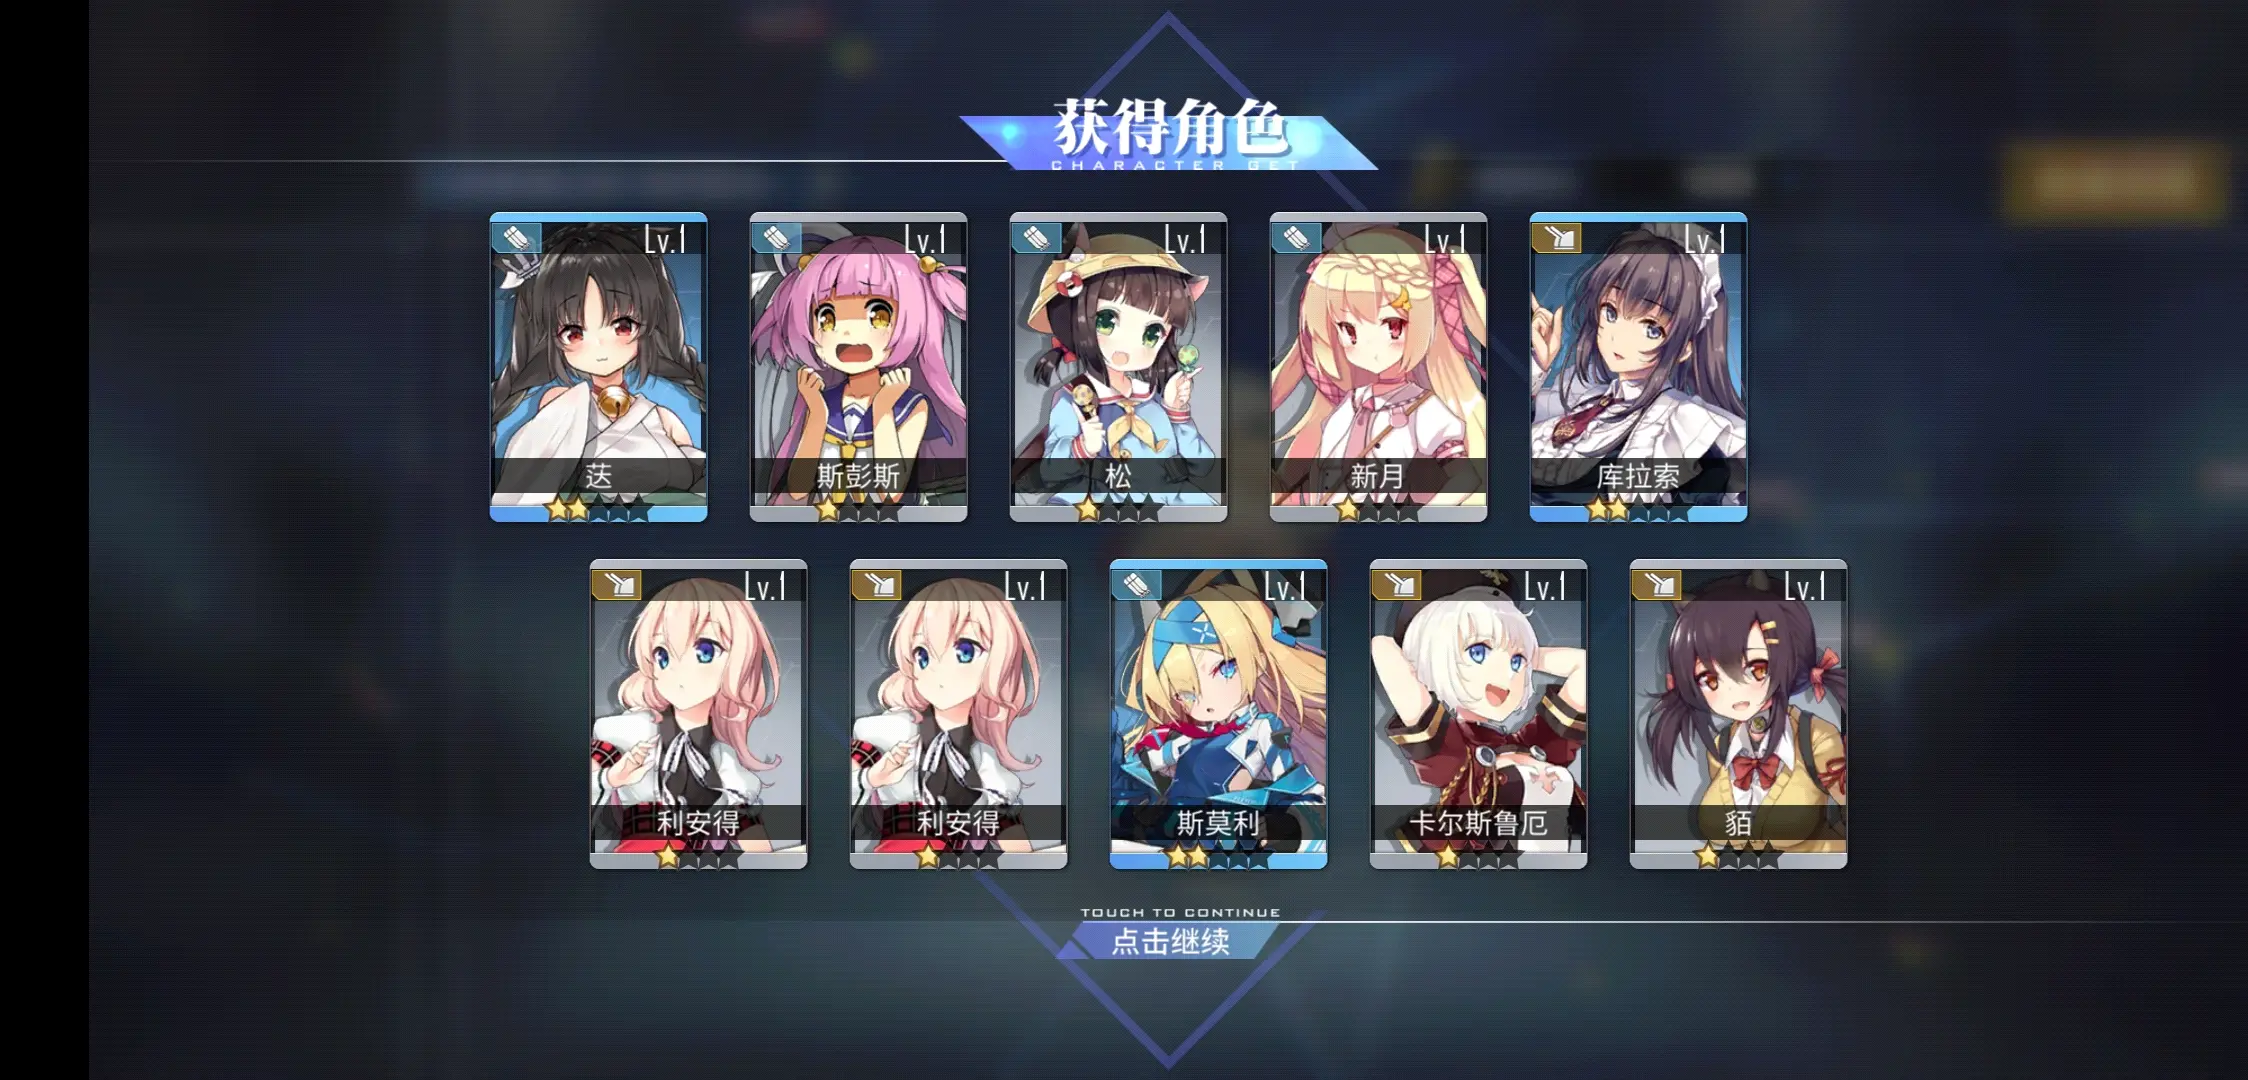 获得角色
CHARACTER GET
Lv.1 Lv.1 Lv.1 Lv.1 Lv.1
荙 斯彭斯 松 新月 库拉索
Lv.1 Lv.1 Lv.1 Lv.1 Lv.1
利安得 利安得 斯莫利 卡尔斯鲁厄 貊
TOUCH TO CONTINUE
点击继续